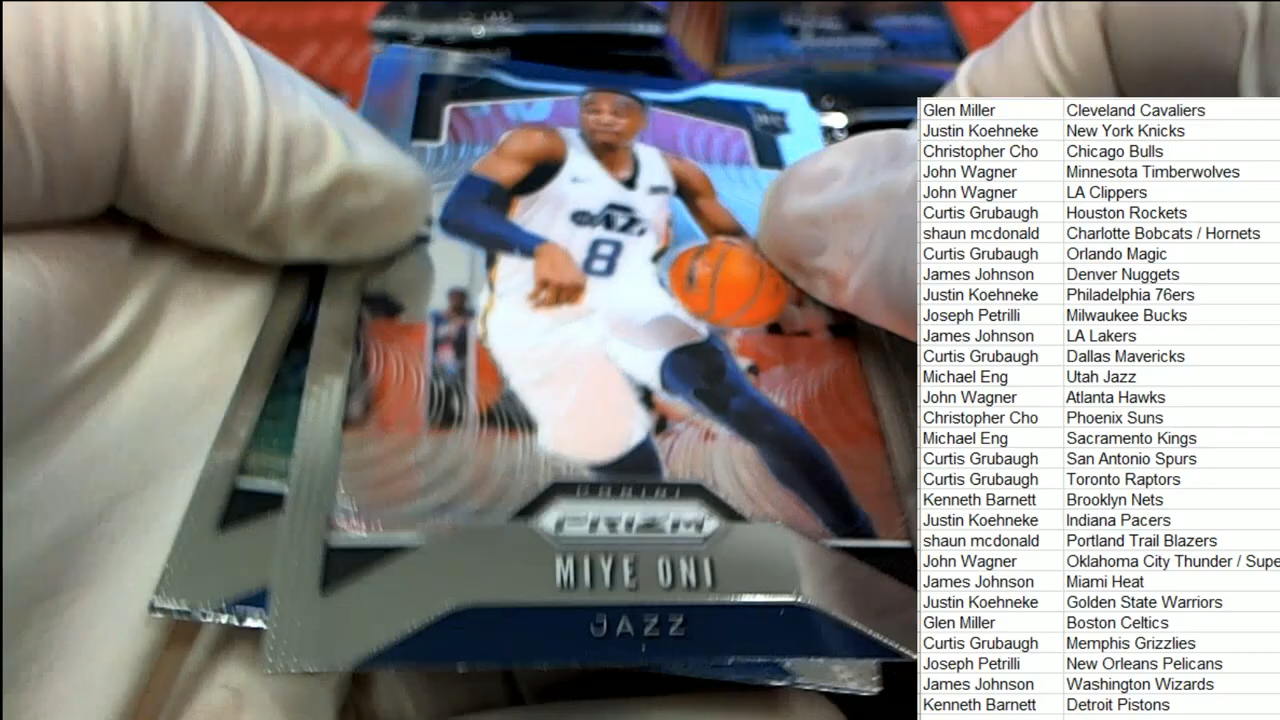 JAZZ
8
PANINI
PRIZM
MIYE ONI
JAZZ
Glen Miller Cleveland Cavaliers
Justin Koehneke New York Knicks
Christopher Cho Chicago Bulls
John Wagner Minnesota Timberwolves
John Wagner LA Clippers
Curtis Grubaugh Houston Rockets
shaun mcdonald Charlotte Bobcats / Hornets
Curtis Grubaugh Orlando Magic
James Johnson Denver Nuggets
Justin Koehneke Philadelphia 76ers
Joseph Petrilli Milwaukee Bucks
James Johnson LA Lakers
Curtis Grubaugh Dallas Mavericks
Michael Eng Utah Jazz
John Wagner Atlanta Hawks
Christopher Cho Phoenix Suns
Michael Eng Sacramento Kings
Curtis Grubaugh San Antonio Spurs
Curtis Grubaugh Toronto Raptors
Kenneth Barnett Brooklyn Nets
Justin Koehneke Indiana Pacers
shaun mcdonald Portland Trail Blazers
John Wagner Oklahoma City Thunder / Supe
James Johnson Miami Heat
Justin Koehneke Golden State Warriors
Glen Miller Boston Celtics
Curtis Grubaugh Memphis Grizzlies
Joseph Petrilli New Orleans Pelicans
James Johnson Washington Wizards
Kenneth Barnett Detroit Pistons